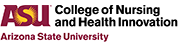 ASU College of Nursing
and Health Innovation
Arizona State University